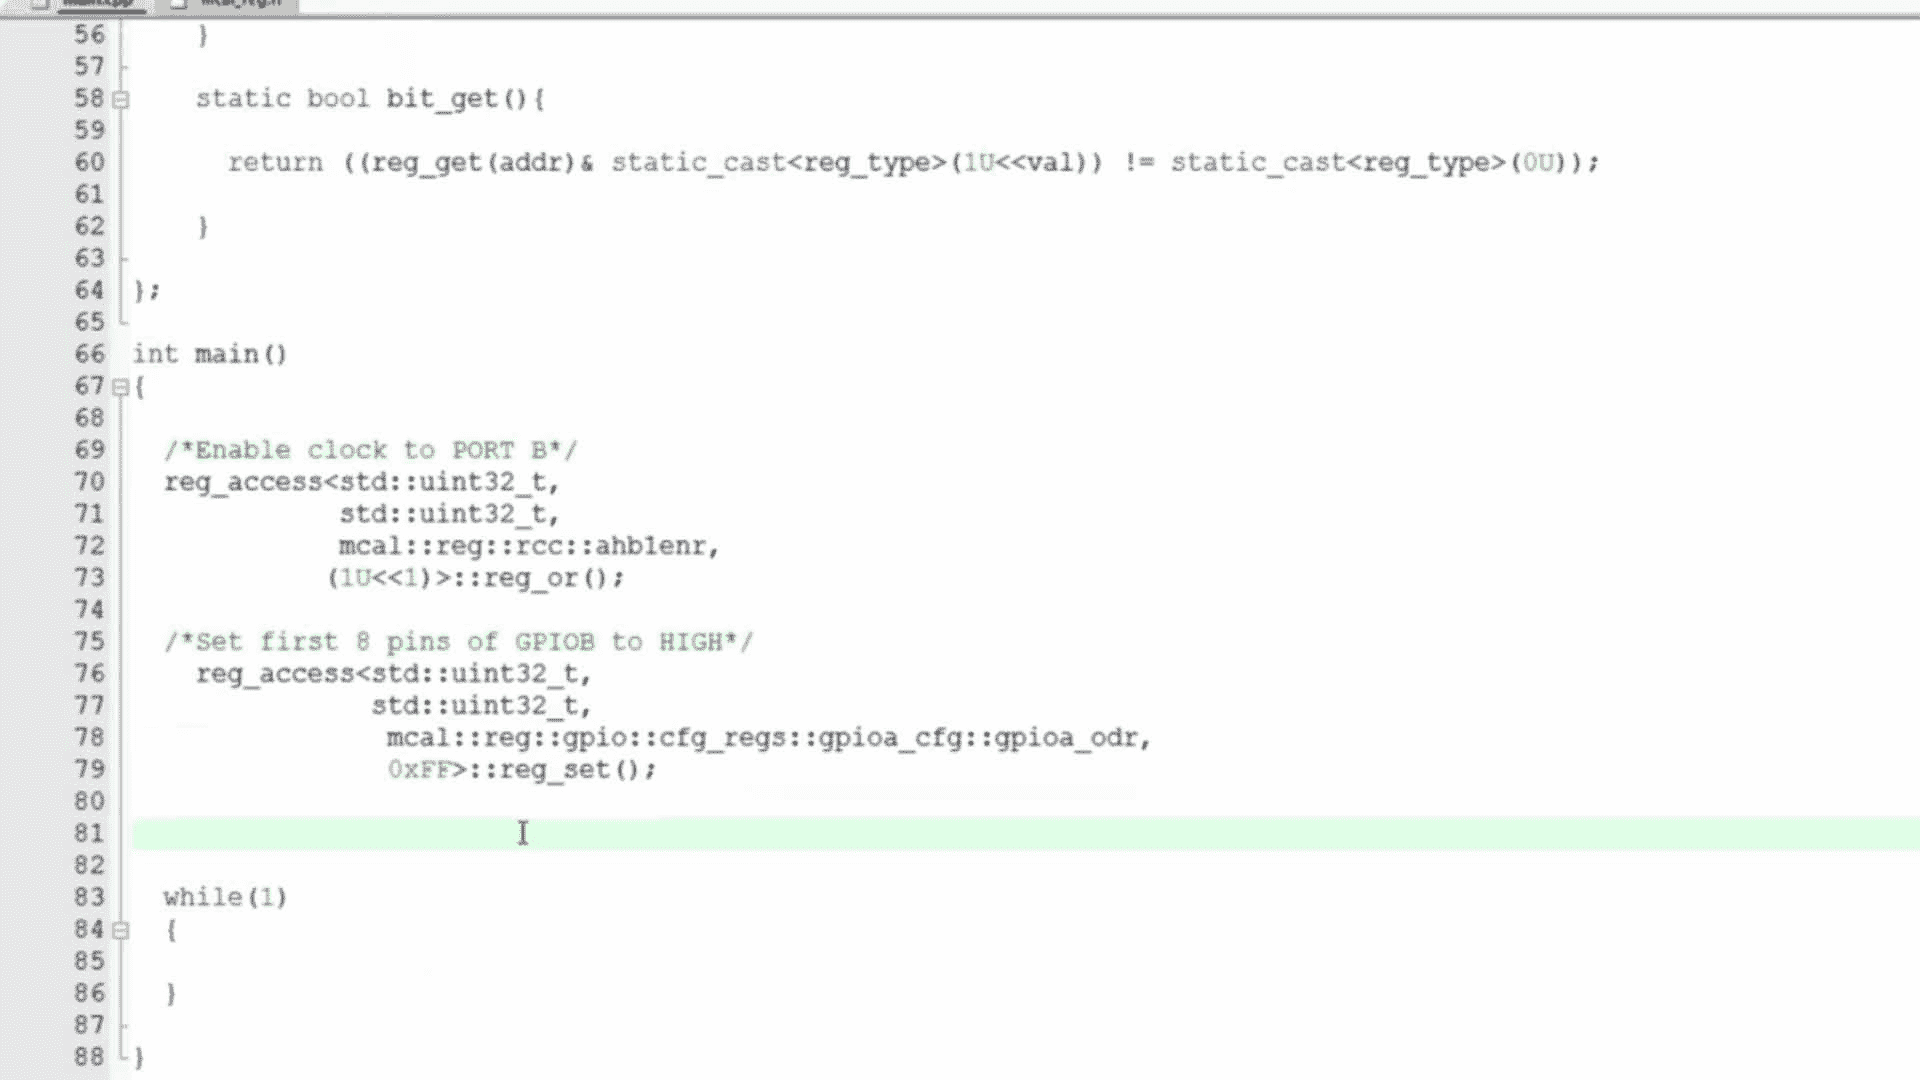 56 }
57
58 static bool bit_get(){
59
60 return ((reg_get(addr)& static_cast<reg_type>(1U<<val)) != static_cast<reg_type>(0U));
61
62 }
63
64 };
65
66 int main()
67 {
68
69 /*Enable clock to PORT B*/
70 reg_access<std::uint32_t,
71 std::uint32_t,
72 mcal::reg::rcc::ahb1enr,
73 (1U<<1)>::reg_or();
74
75 /*Set first 8 pins of GPIOB to HIGH*/
76 reg_access<std::uint32_t,
77 std::uint32_t,
78 mcal::reg::gpio::cfg_regs::gpioa_cfg::gpioa_odr,
79 0xFF>::reg_set();
80
81
82
83 while(1)
84 {
85
86 }
87
88 }